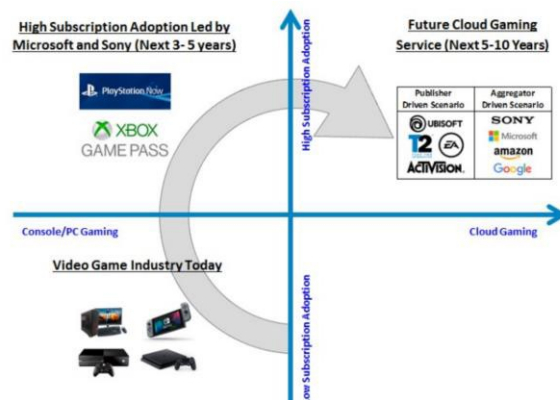 High Subscription Adoption Led by
Microsoft and Sony (Next 3- 5 years)
PlayStation Now
XBOX
GAME PASS
High Subscription Adoption
Future Cloud Gaming
Service (Next 5-10 Years)
Publisher
Driven Scenario
Aggregator
Driven Scenario
UBISOFT
T2
EA
ACTIVISION.
SONY
Microsoft
amazon
Google
Console/PC Gaming
Cloud Gaming
Video Game Industry Today
ow Subscription Adoption